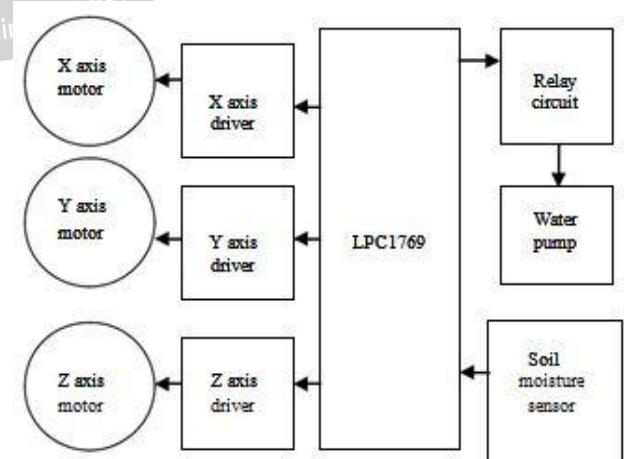 X axis
motor
X axis
driver
Y axis
motor
Y axis
driver
Z axis
motor
Z axis
driver
LPC1769
Relay
circuit
Water
pump
Soil
moisture
sensor